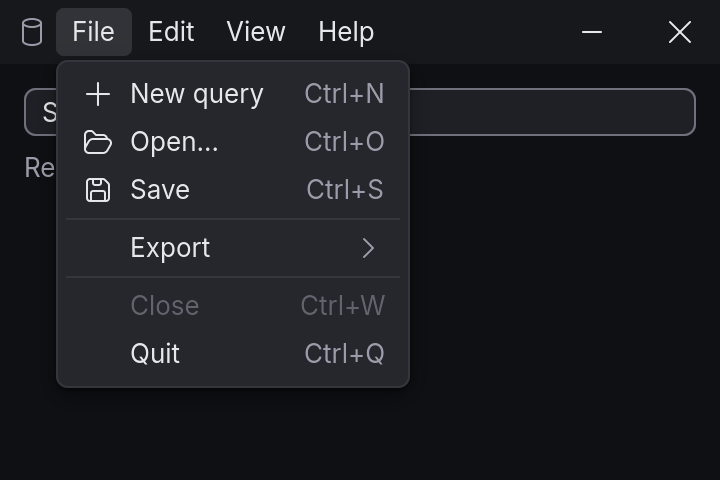 File Edit View Help
New query Ctrl+N
Open... Ctrl+O
Save Ctrl+S
Export
Close Ctrl+W
Quit Ctrl+Q